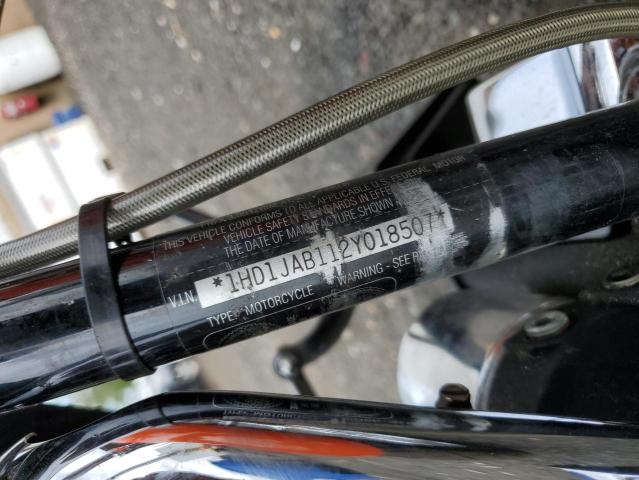 THIS VEHICLE CONFORMS TO ALL APPLICABLE U.S. FEDERAL MOTOR
VEHICLE SAFETY STANDARDS IN EFFE
THE DATE OF MANUFACTURE SHOWN
V.I.N. *1HD1JAB112Y018507*
TYPE: MOTORCYCLE WARNING - SEE R